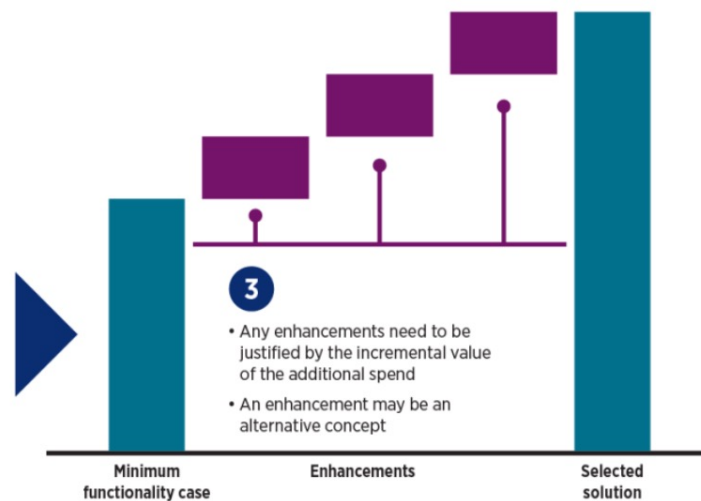 3
• Any enhancements need to be
justified by the incremental value
of the additional spend
• An enhancement may be an
alternative concept
Minimum
functionality case
Enhancements
Selected
solution